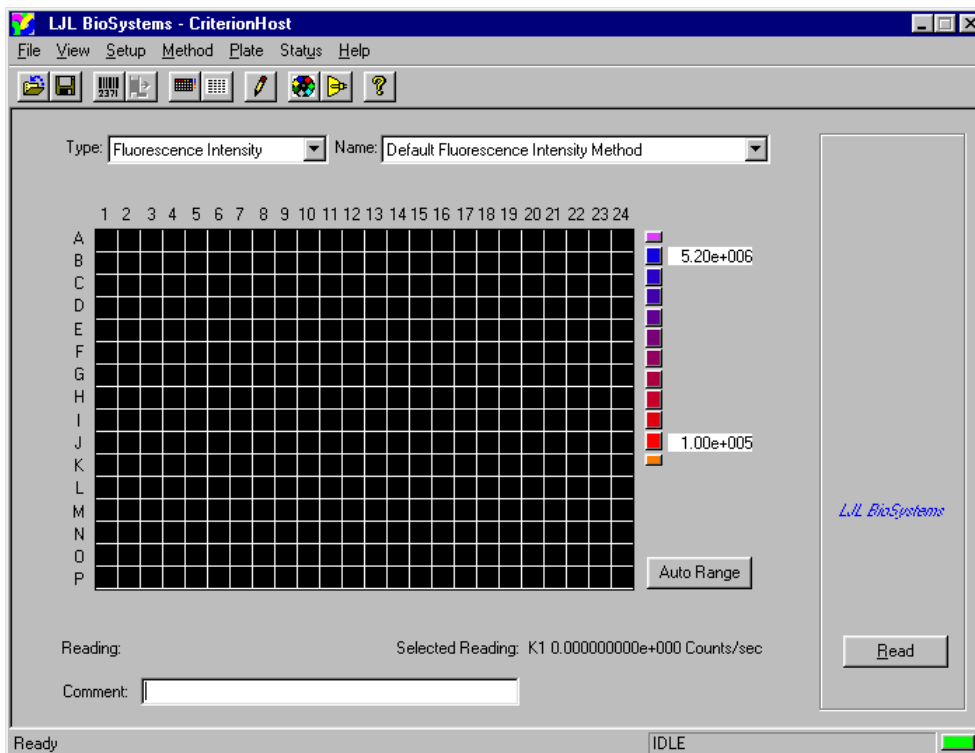 LJL BioSystems - CriterionHost
File View Setup Method Plate Status Help
2371
Type: Fluorescence Intensity Name: Default Fluorescence Intensity Method
1 2 3 4 5 6 7 8 9 10 11 12 13 14 15 16 17 18 19 20 21 22 23 24
A
B 5.20e+006
C
D
E
F
G
H
I
J 1.00e+005
K
L
M LJL BioSystems
N
O
P
Auto Range
Reading: Selected Reading: K1 0.000000000e+000 Counts/sec
Read
Comment:
Ready IDLE